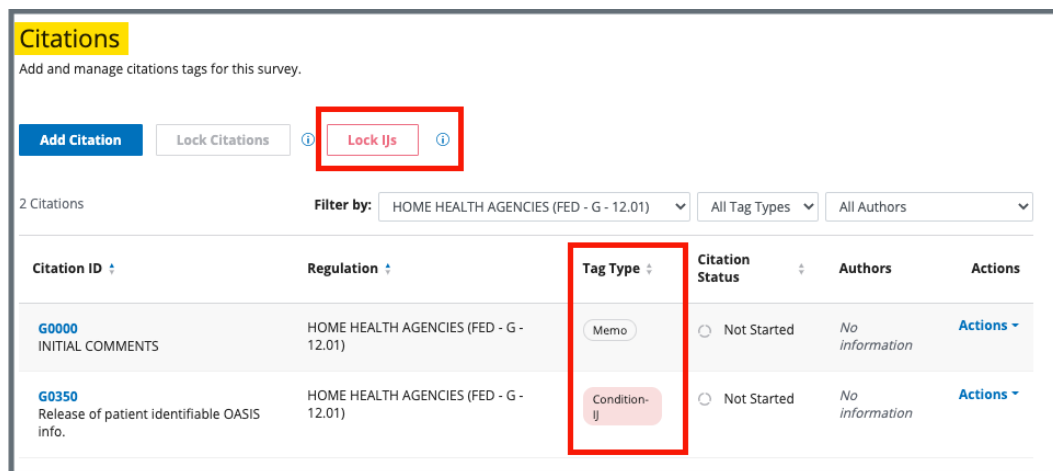 Citations
Add and manage citations tags for this survey.
Add Citation Lock Citations Lock IJs
2 Citations Filter by: HOME HEALTH AGENCIES (FED - G - 12.01) All Tag Types All Authors
Citation ID Regulation Tag Type Citation Status Authors Actions
G0000 HOME HEALTH AGENCIES (FED - G - 12.01) Memo Not Started No information Actions
INITIAL COMMENTS
G0350 HOME HEALTH AGENCIES (FED - G - 12.01) Condition-IJ Not Started No information Actions
Release of patient identifiable OASIS
info.